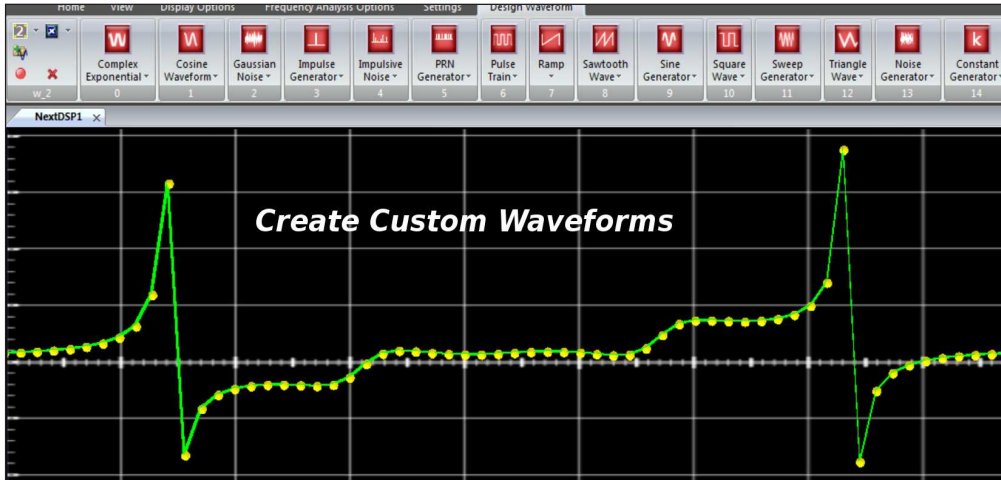 Home View Display Options Frequency Analysis Options Settings Design Waveform
2
Complex Exponential
Cosine Waveform
Gaussian Noise
Impulse Generator
Impulsive Noise
PRN Generator
Pulse Train
Ramp
Sawtooth Wave
Sine Generator
Square Wave
Sweep Generator
Triangle Wave
Noise Generator
k
Constant Generator
w_2 0 1 2 3 4 5 6 7 8 9 10 11 12 13 14
NextDSP1 x
Create Custom Waveforms